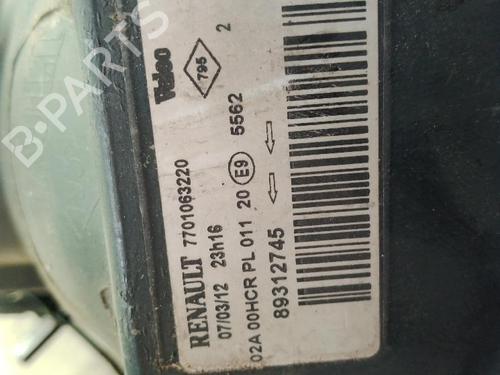 Valeo 795 2
RENAULT 7701063220
07/03/12 23h16
02A 00HCR PL 011 20 E9 5562
89312745
B-PARTS